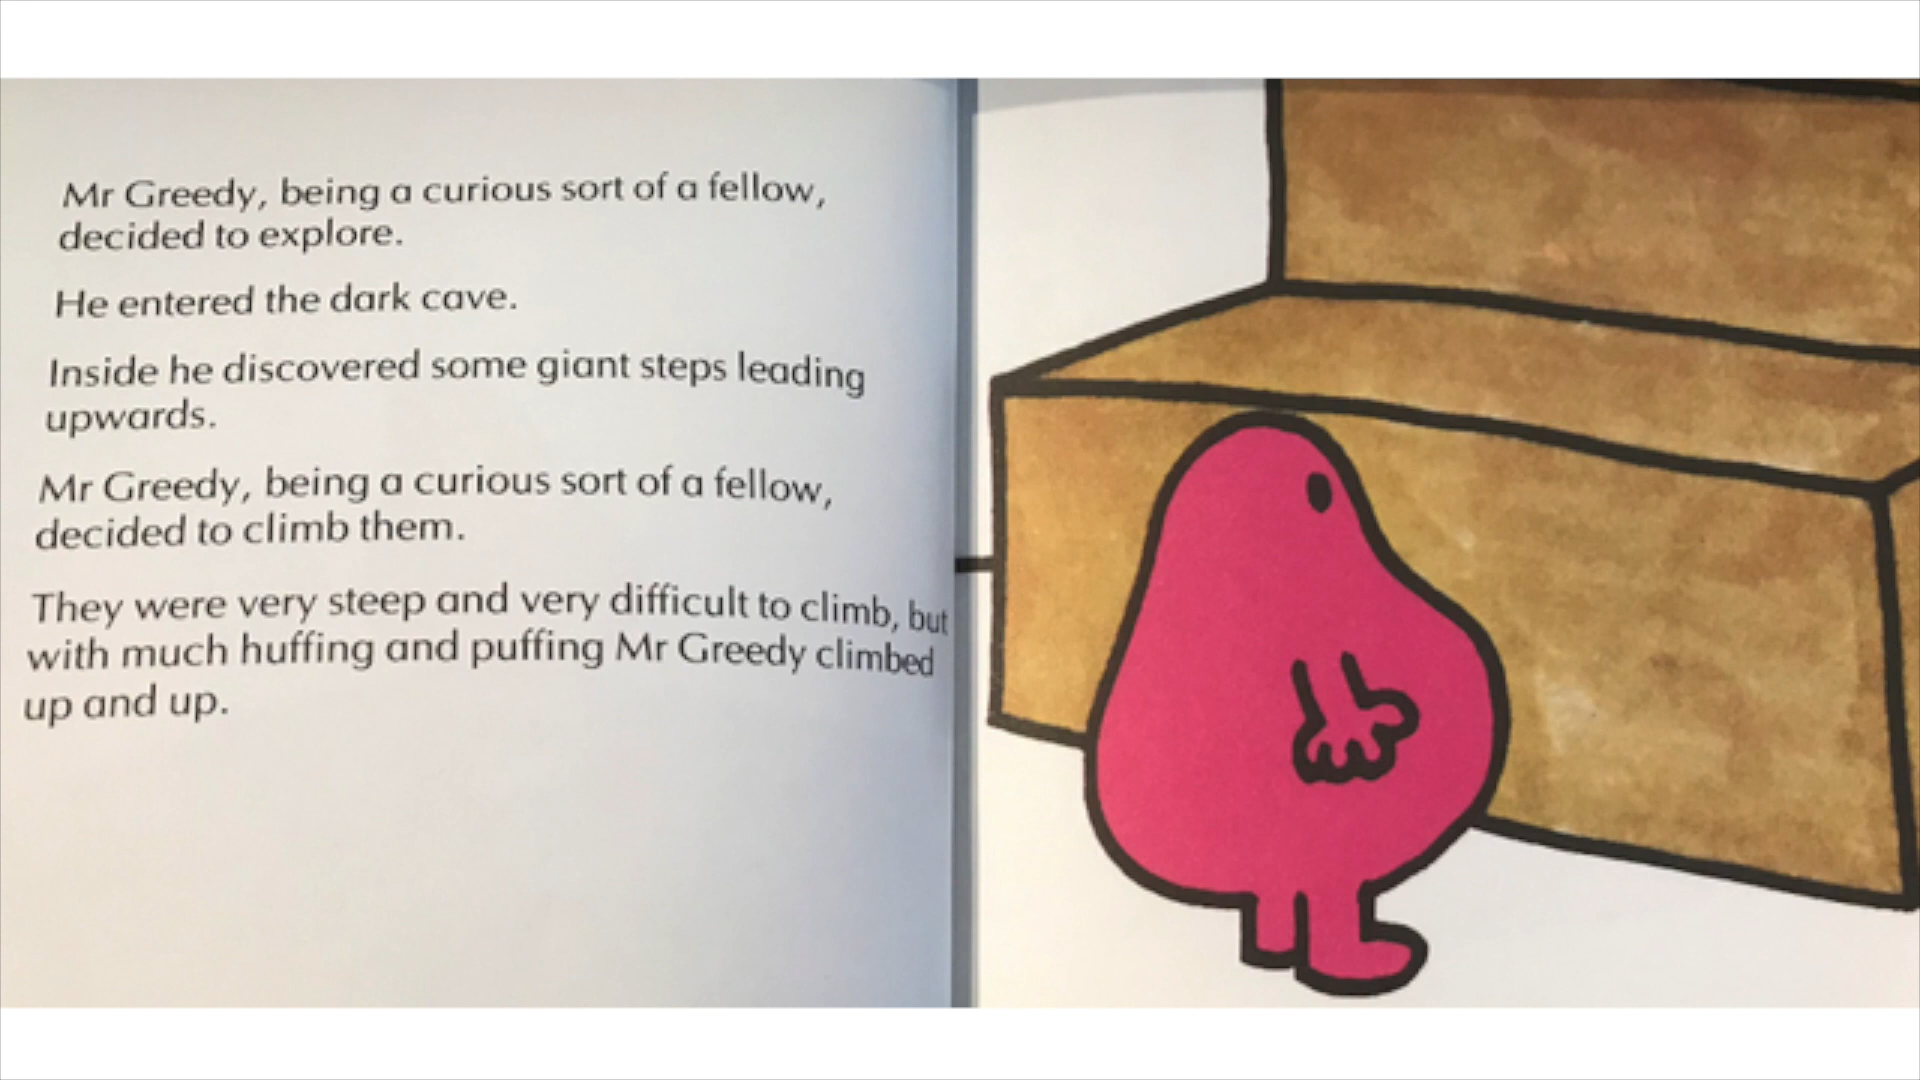 Mr Greedy, being a curious sort of a fellow,
decided to explore.
He entered the dark cave.
Inside he discovered some giant steps leading
upwards.
Mr Greedy, being a curious sort of a fellow,
decided to climb them.
They were very steep and very difficult to climb, but
with much huffing and puffing Mr Greedy climbed
up and up.